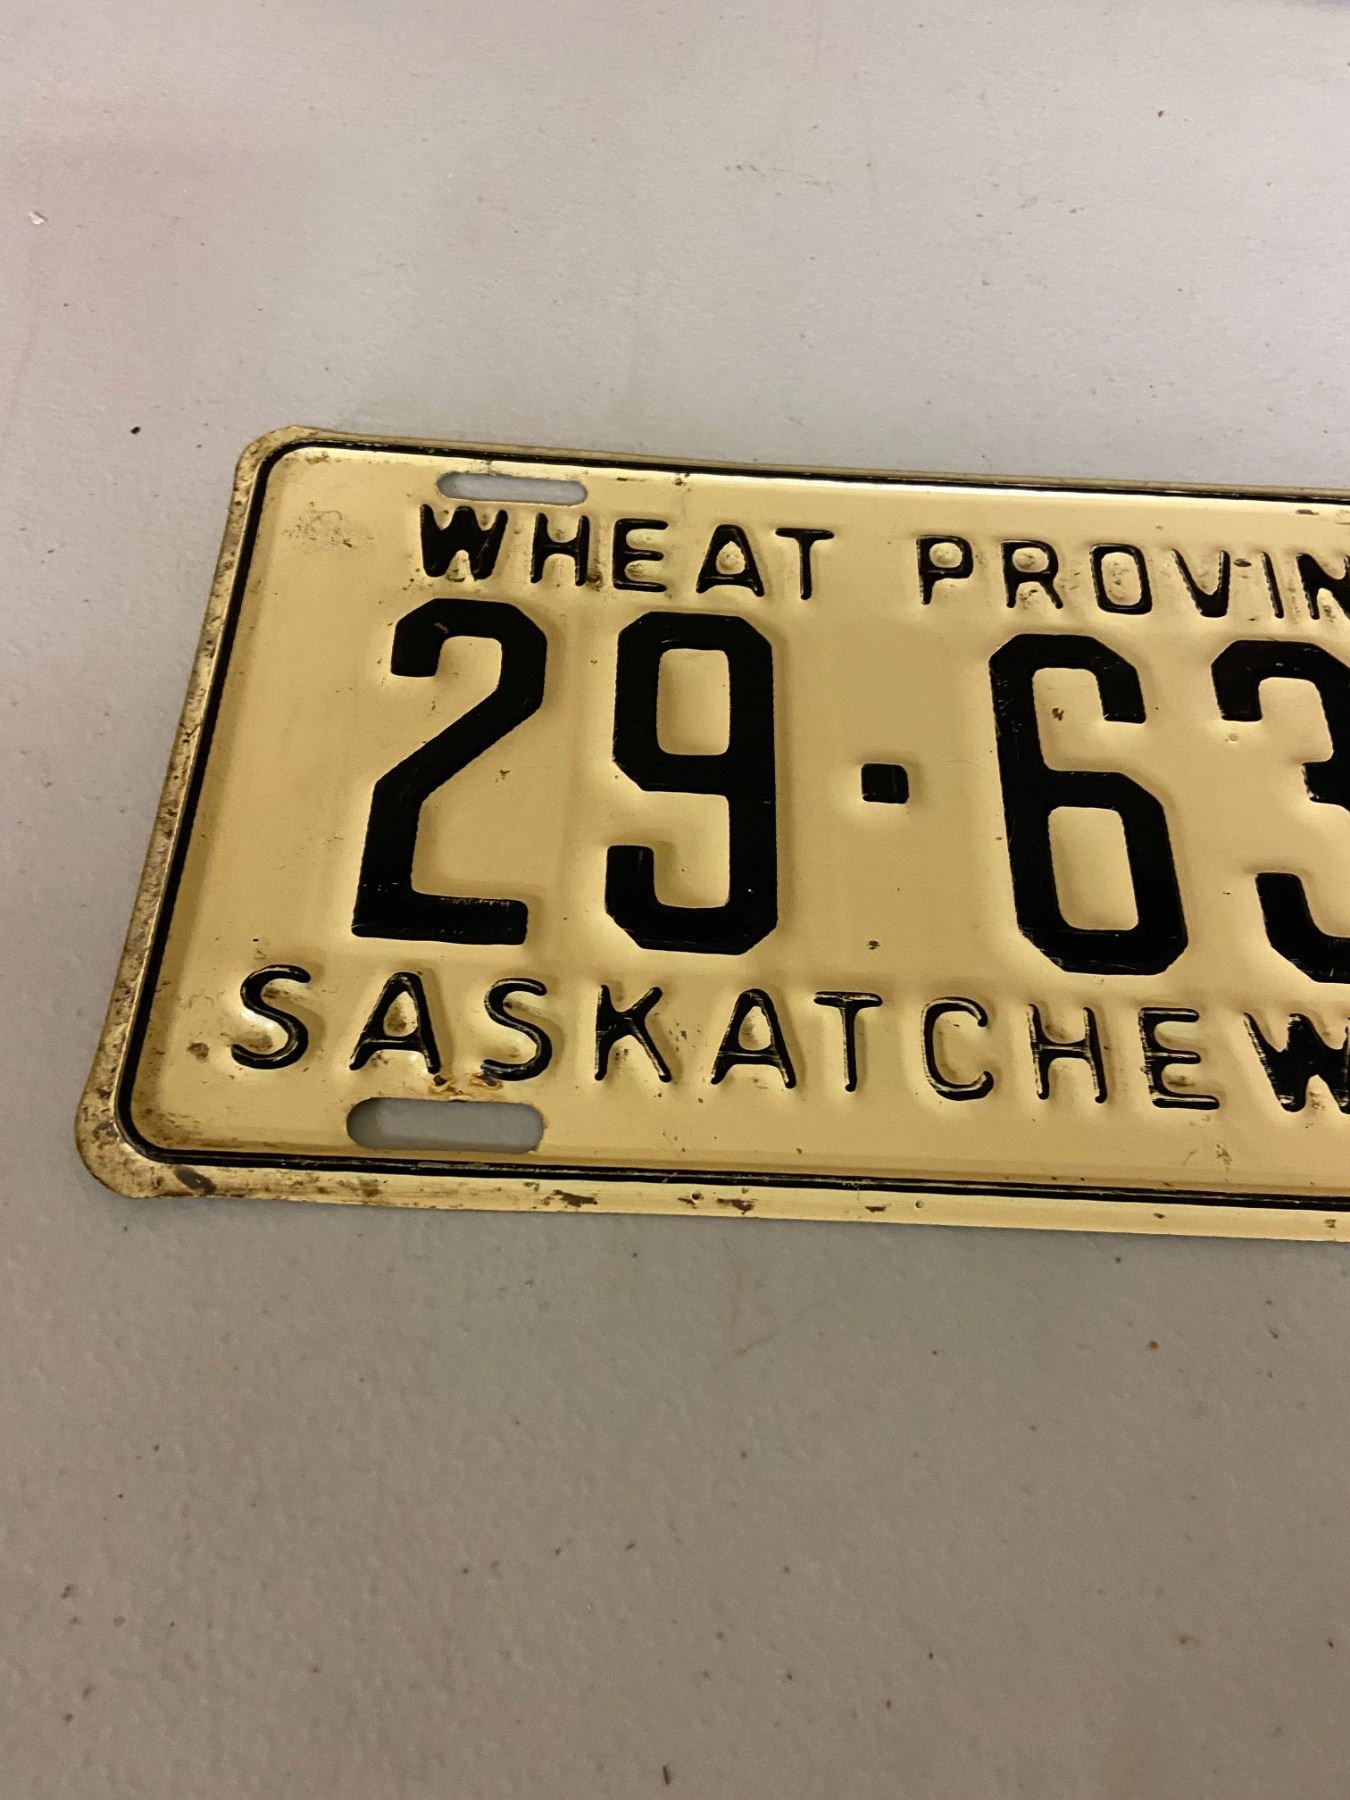 WHEAT PROVIN
29·63
SASKATCHEW